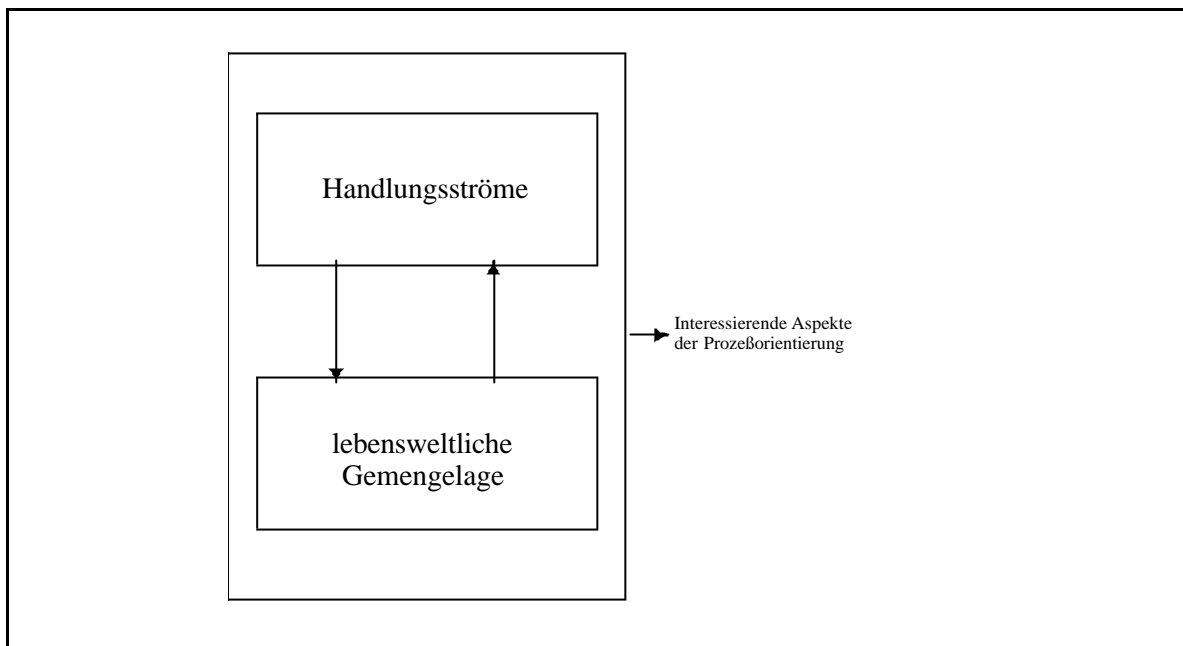 Handlungsströme
Interessierende Aspekte
der Prozeßorientierung
lebensweltliche
Gemengelage